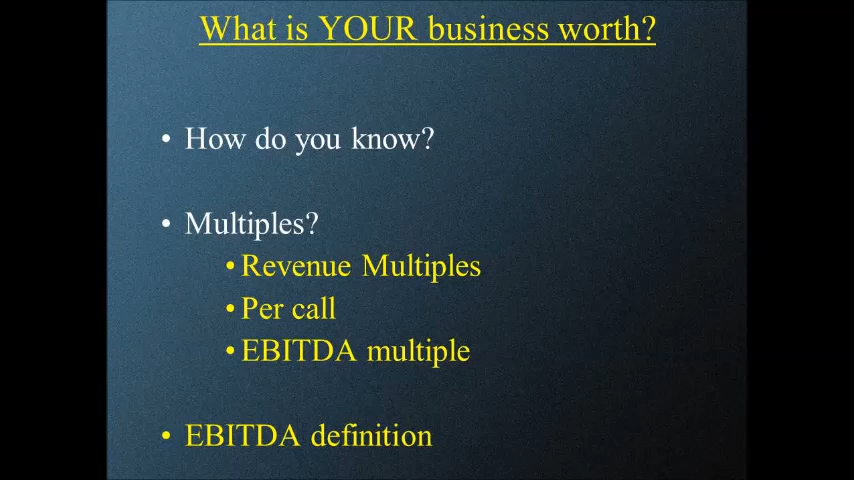 What is YOUR business worth?
• How do you know?
• Multiples?
• Revenue Multiples
• Per call
• EBITDA multiple
• EBITDA definition